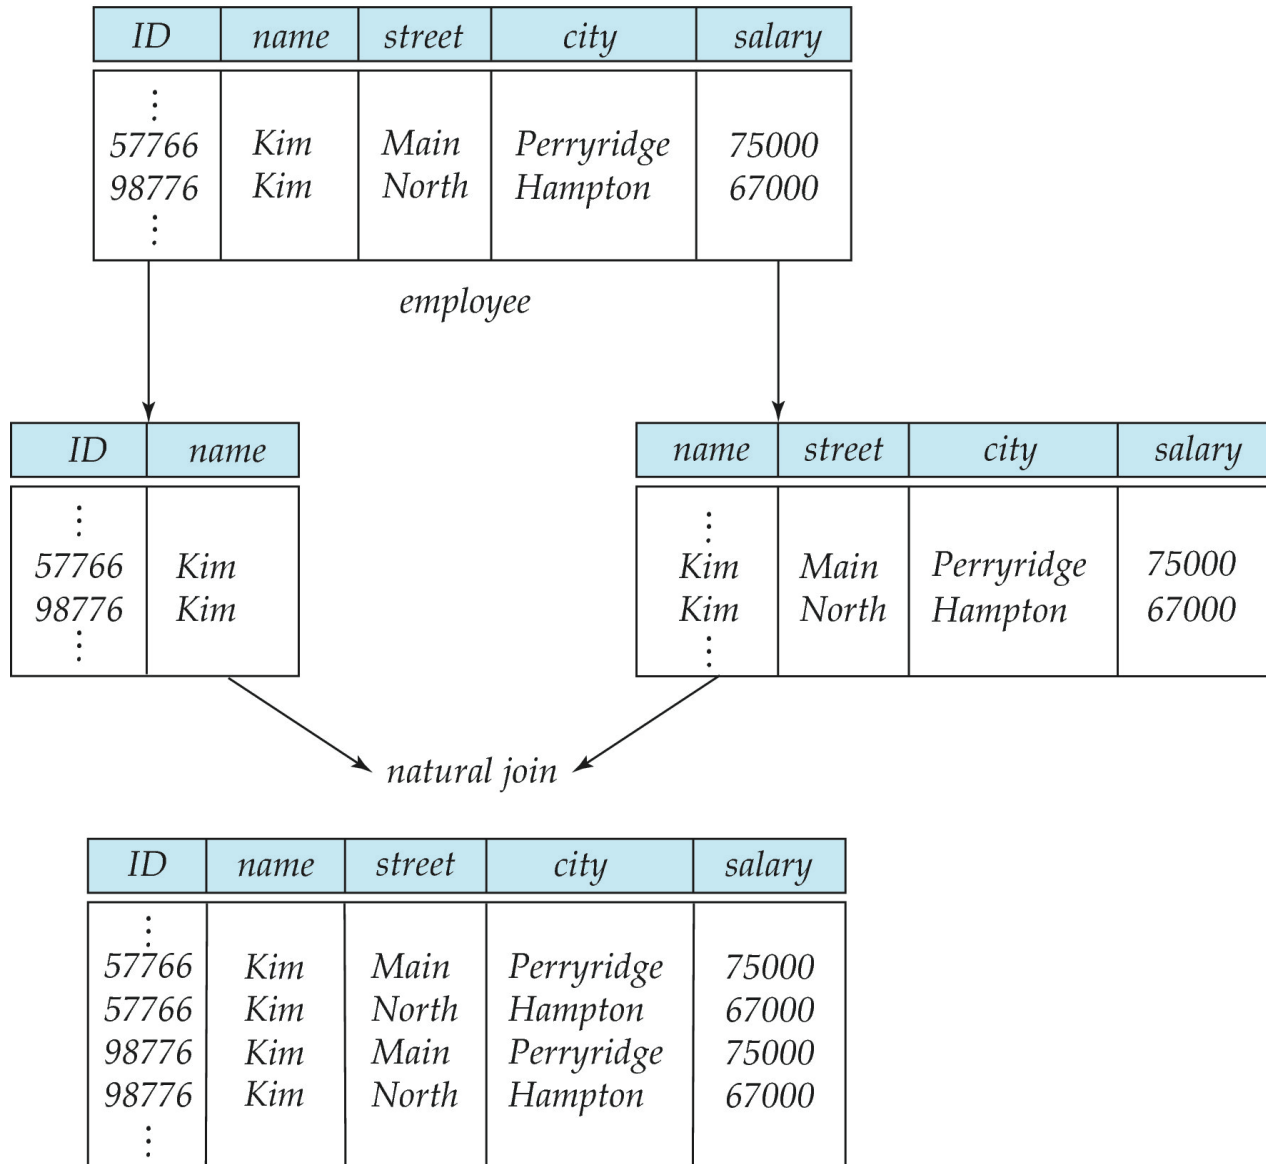 ID name street city salary
⋮
57766 Kim Main Perryridge 75000
98776 Kim North Hampton 67000
⋮
employee
ID name
⋮
57766 Kim
98776 Kim
⋮
name street city salary
⋮
Kim Main Perryridge 75000
Kim North Hampton 67000
⋮
natural join
ID name street city salary
⋮
57766 Kim Main Perryridge 75000
57766 Kim North Hampton 67000
98776 Kim Main Perryridge 75000
98776 Kim North Hampton 67000
⋮